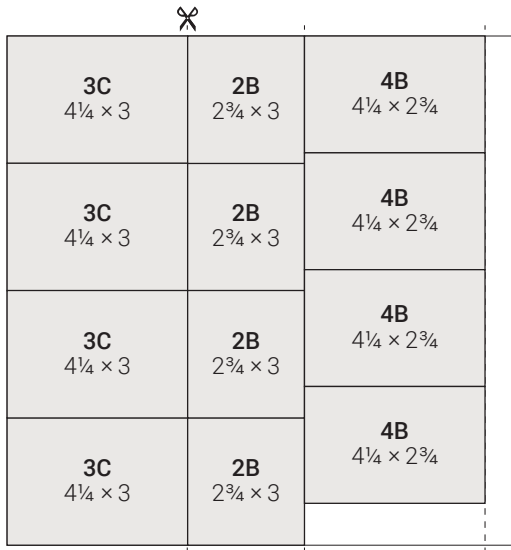 3C
4¼ × 3
2B
2¾ × 3
4B
4¼ × 2¾
3C
4¼ × 3
2B
2¾ × 3
4B
4¼ × 2¾
3C
4¼ × 3
2B
2¾ × 3
4B
4¼ × 2¾
3C
4¼ × 3
2B
2¾ × 3
4B
4¼ × 2¾